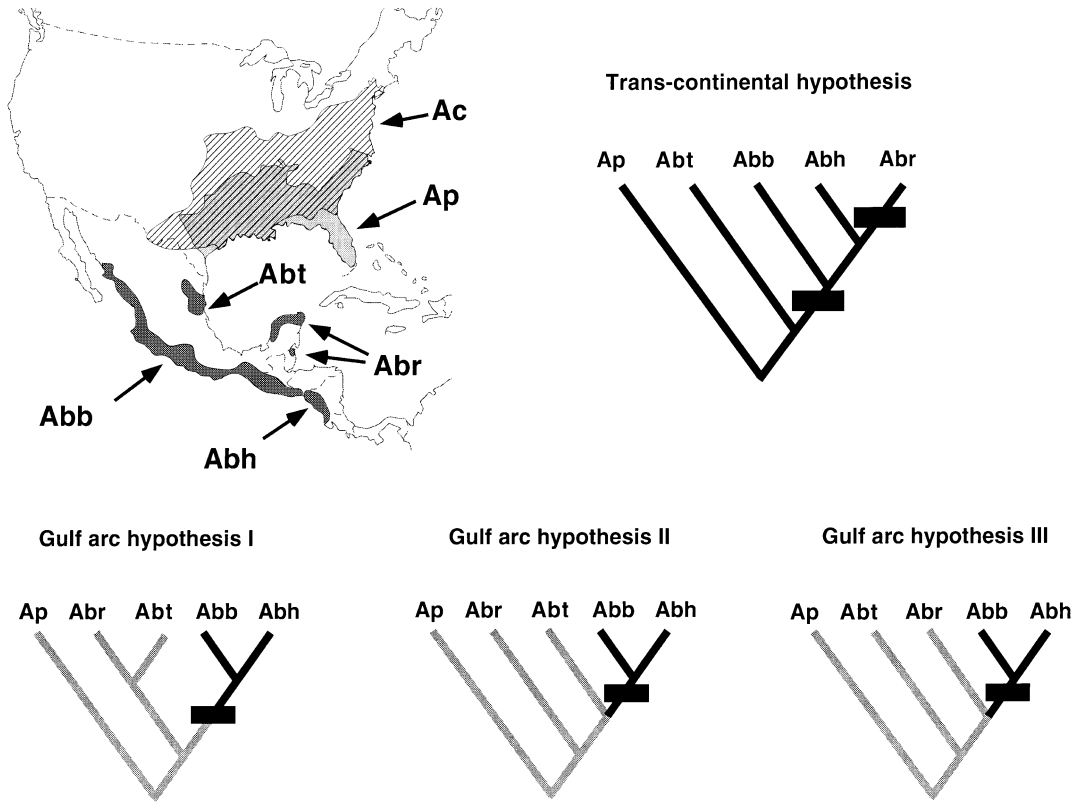 Trans-continental hypothesis
Ac
Ap Abt Abb Abh Abr
Ap
Abt
Abr
Abb
Abh
Gulf arc hypothesis I
Gulf arc hypothesis II
Gulf arc hypothesis III
Ap Abr Abt Abb Abh
Ap Abr Abt Abb Abh
Ap Abt Abr Abb Abh